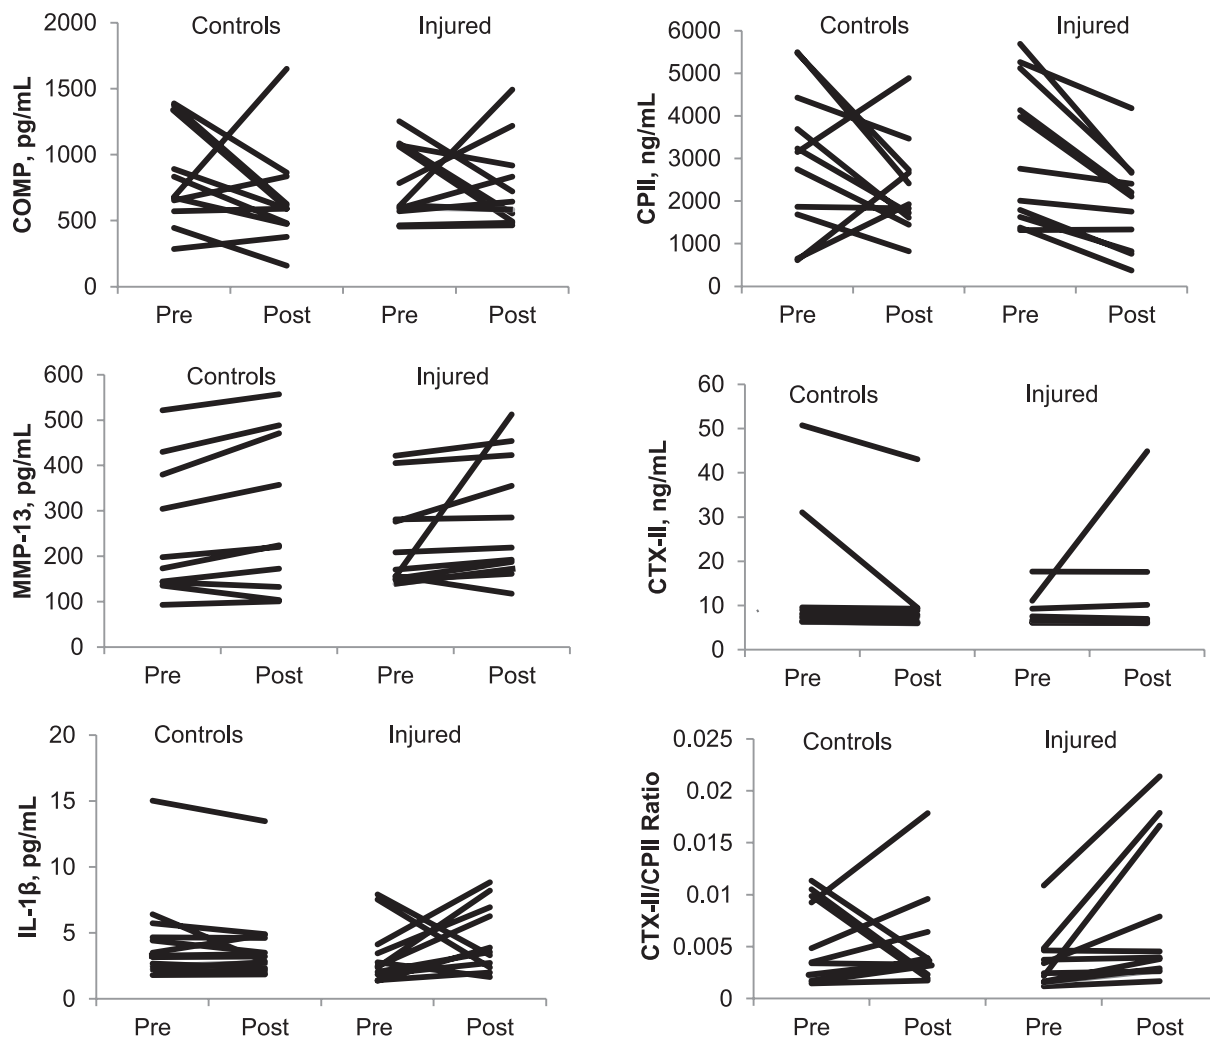 COMP, pg/mL
2000
1500
1000
500
0
Controls
Injured
Pre
Post
Pre
Post
CPII, ng/mL
6000
5000
4000
3000
2000
1000
0
Controls
Injured
Pre
Post
Pre
Post
MMP-13, pg/mL
600
500
400
300
200
100
0
Controls
Injured
Pre
Post
Pre
Post
CTX-II, ng/mL
60
50
40
30
20
10
0
Controls
Injured
Pre
Post
Pre
Post
IL-1β, pg/mL
20
15
10
5
0
Controls
Injured
Pre
Post
Pre
Post
CTX-II/CPII Ratio
0.025
0.02
0.015
0.01
0.005
0
Controls
Injured
Pre
Post
Pre
Post